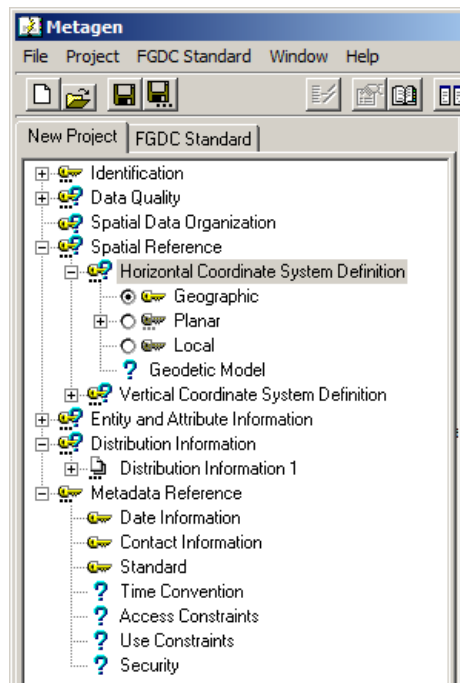 Metagen
File Project FGDC Standard Window Help
New Project FGDC Standard
Identification
Data Quality
Spatial Data Organization
Spatial Reference
Horizontal Coordinate System Definition
Geographic
Planar
Local
? Geodetic Model
Vertical Coordinate System Definition
Entity and Attribute Information
Distribution Information
Distribution Information 1
Metadata Reference
Date Information
Contact Information
Standard
? Time Convention
? Access Constraints
? Use Constraints
? Security